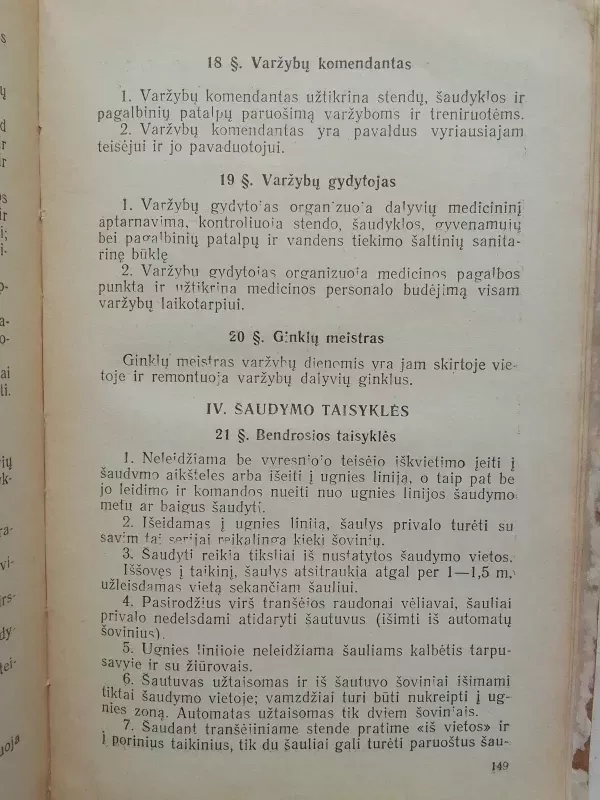 18 §. Varžybų komendantas
1. Varžybų komendantas užtikrina stendų, šaudyklos ir
pagalbinių patalpų paruošimą varžyboms ir treniruotėms.
2. Varžybų komendantas yra pavaldus vyriausiajam
teisėjui ir jo pavaduotojui.
19 §. Varžybų gydytojas
1. Varžybų gydytojas organizuoja dalyvių medicininį
aptarnavimą, kontroliuoja stendo, šaudyklos, gyvenamųjų
bei pagalbinių patalpų ir vandens tiekimo šaltinių sanita-
rinę būklę
2. Varžybų gydytojas organizuoja medicinos pagalbos
punktą ir užtikrina medicinos personalo budėjimą visam
varžybų laikotarpiui.
20 §. Ginklų meistras
Ginklų meistras varžybų dienomis yra jam skirtoje vie-
toje ir remontuoja varžybų dalyvių ginklus.
IV. ŠAUDYMO TAISYKLĖS
21 §. Bendrosios taisyklės
1. Neleidžiama be vyresniojo teisėjo iškvietimo įeiti į
šaudymo aikšteles arba išeiti į ugnies liniją, o taip pat be
jo leidimo ir komandos nueiti nuo ugnies linijos šaudymo
metu ar baigus šaudyti.
2. Išeidamas į ugnies liniją, šaulys privalo turėti su
savim tai serijai reikalingą kiekį šovinių.
3. Šaudyti reikia tiksliai iš nustatytos šaudymo vietos.
Iššovęs į taikinį, šaulys atsitraukia atgal per 1—1,5 m,
užleisdamas vietą sekančiam šauliui.
4. Pasirodžius virš tranšėjos raudonai vėliavai, šauliai
privalo nedelsdami atidaryti šautuvus (išimti iš automatų
šovinius).
5. Ugnies linijoje neleidžiama šauliams kalbėtis tarpu-
savyje ir su žiūrovais.
6. Šautuvas užtaisomas ir iš šautuvo šoviniai išimami
tiktai šaudymo vietoje; vamzdžiai turi būti nukreipti į ug-
nies zoną. Automatas užtaisomas tik dviem šoviniais.
7. Šaudant tranšėjiniame stende pratime «iš vietos» ir
į porinius taikinius, tik du šauliai gali turėti paruoštus šau-
149